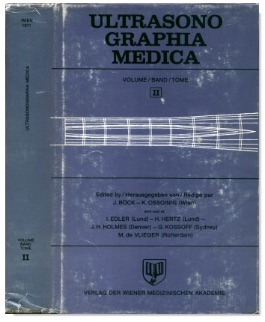 WIEN
1971
ULTRASONOGRAPHIA MEDICA
VOLUME
BAND
TOME
II
ULTRASONO
GRAPHIA
MEDICA
VOLUME/BAND/TOME
II
Edited by/Herausgegeben von/Rédigé par
J. BÖCK – K. OSSOINIG (Wien)
I. EDLER (Lund) – H. HERTZ (Lund) –
J. H. HOLMES (Denver) – G. KOSSOFF (Sydney)
M. de VLIEGER (Rotterdam)
VERLAG DER WIENER MEDIZINISCHEN AKADEMIE